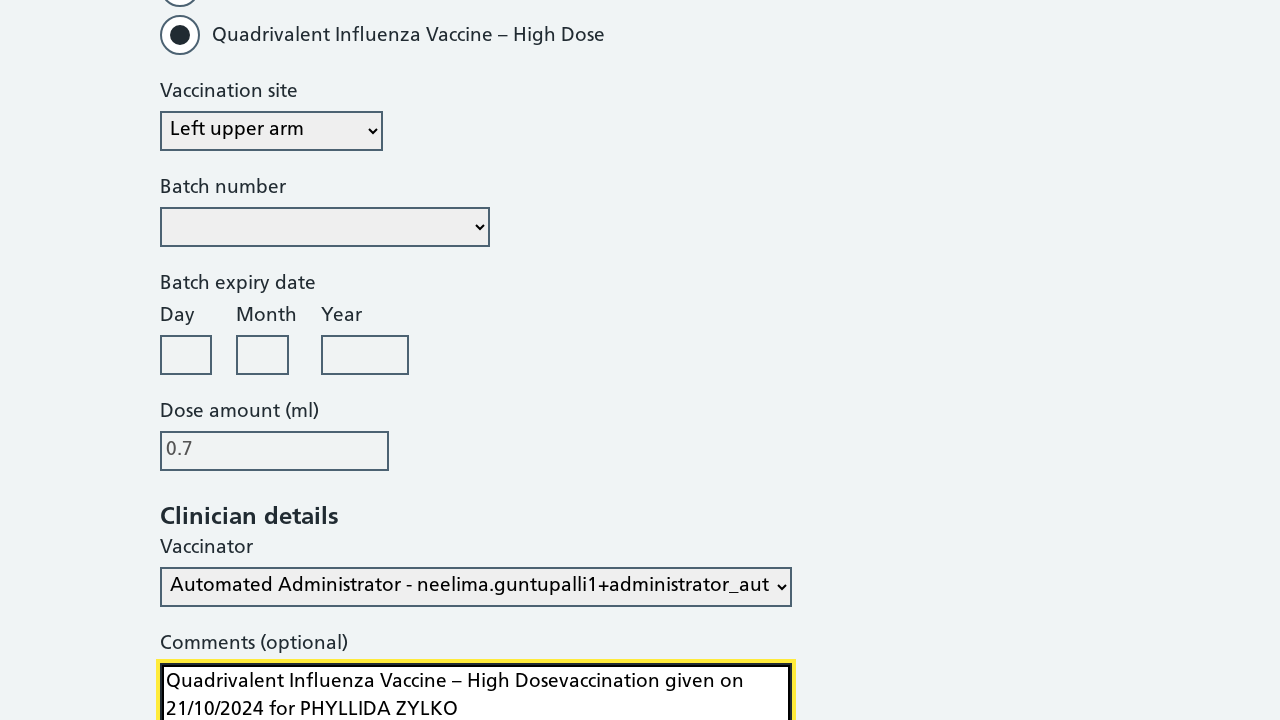 Quadrivalent Influenza Vaccine – High Dose
Vaccination site
Left upper arm
Batch number
Batch expiry date
Day Month Year
Dose amount (ml)
0.7
Clinician details
Vaccinator
Automated Administrator - neelima.guntupalli1+administrator_aut
Comments (optional)
Quadrivalent Influenza Vaccine – High Dosevaccination given on
21/10/2024 for PHYLLIDA ZYLKO